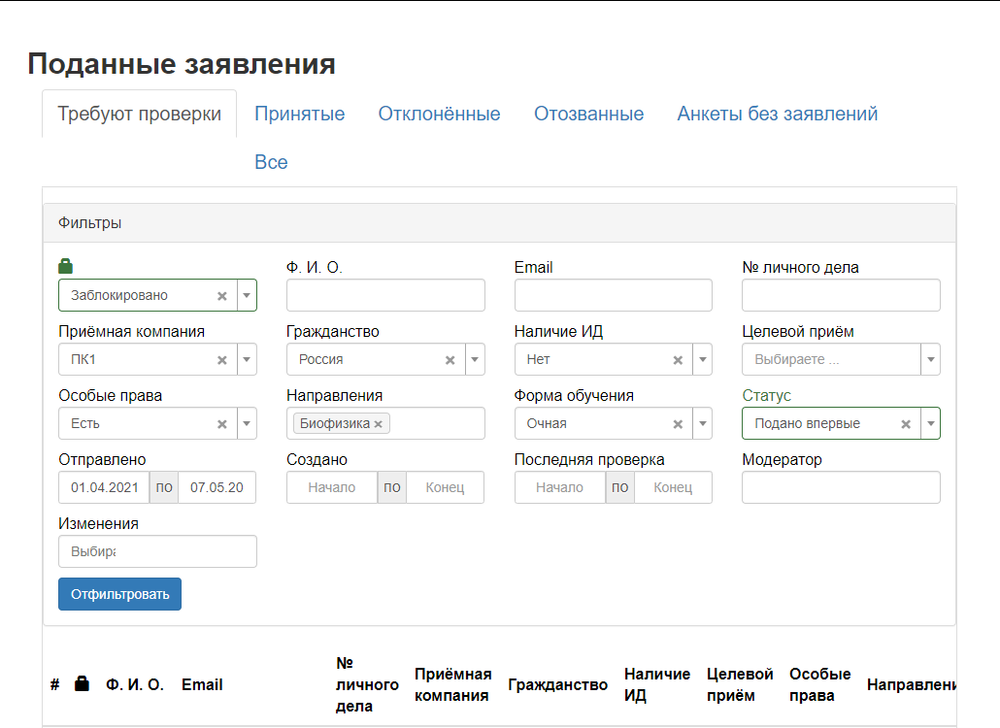 Поданные заявления
Требуют проверки Принятые Отклонённые Отозванные Анкеты без заявлений
Все
Фильтры
Ф. И. О. Email № личного дела
Заблокировано
Приёмная компания Гражданство Наличие ИД Целевой приём
ПК1 Россия Нет Выбираете ...
Особые права Направления Форма обучения Статус
Есть Биофизика Очная Подано впервые
Отправлено Создано Последняя проверка Модератор
01.04.2021 по 07.05.20 Начало по Конец Начало по Конец
Изменения
Выбира
Отфильтровать
# Ф. И. О. Email № личного дела Приёмная компания Гражданство Наличие ИД Целевой приём Особые права Направлени